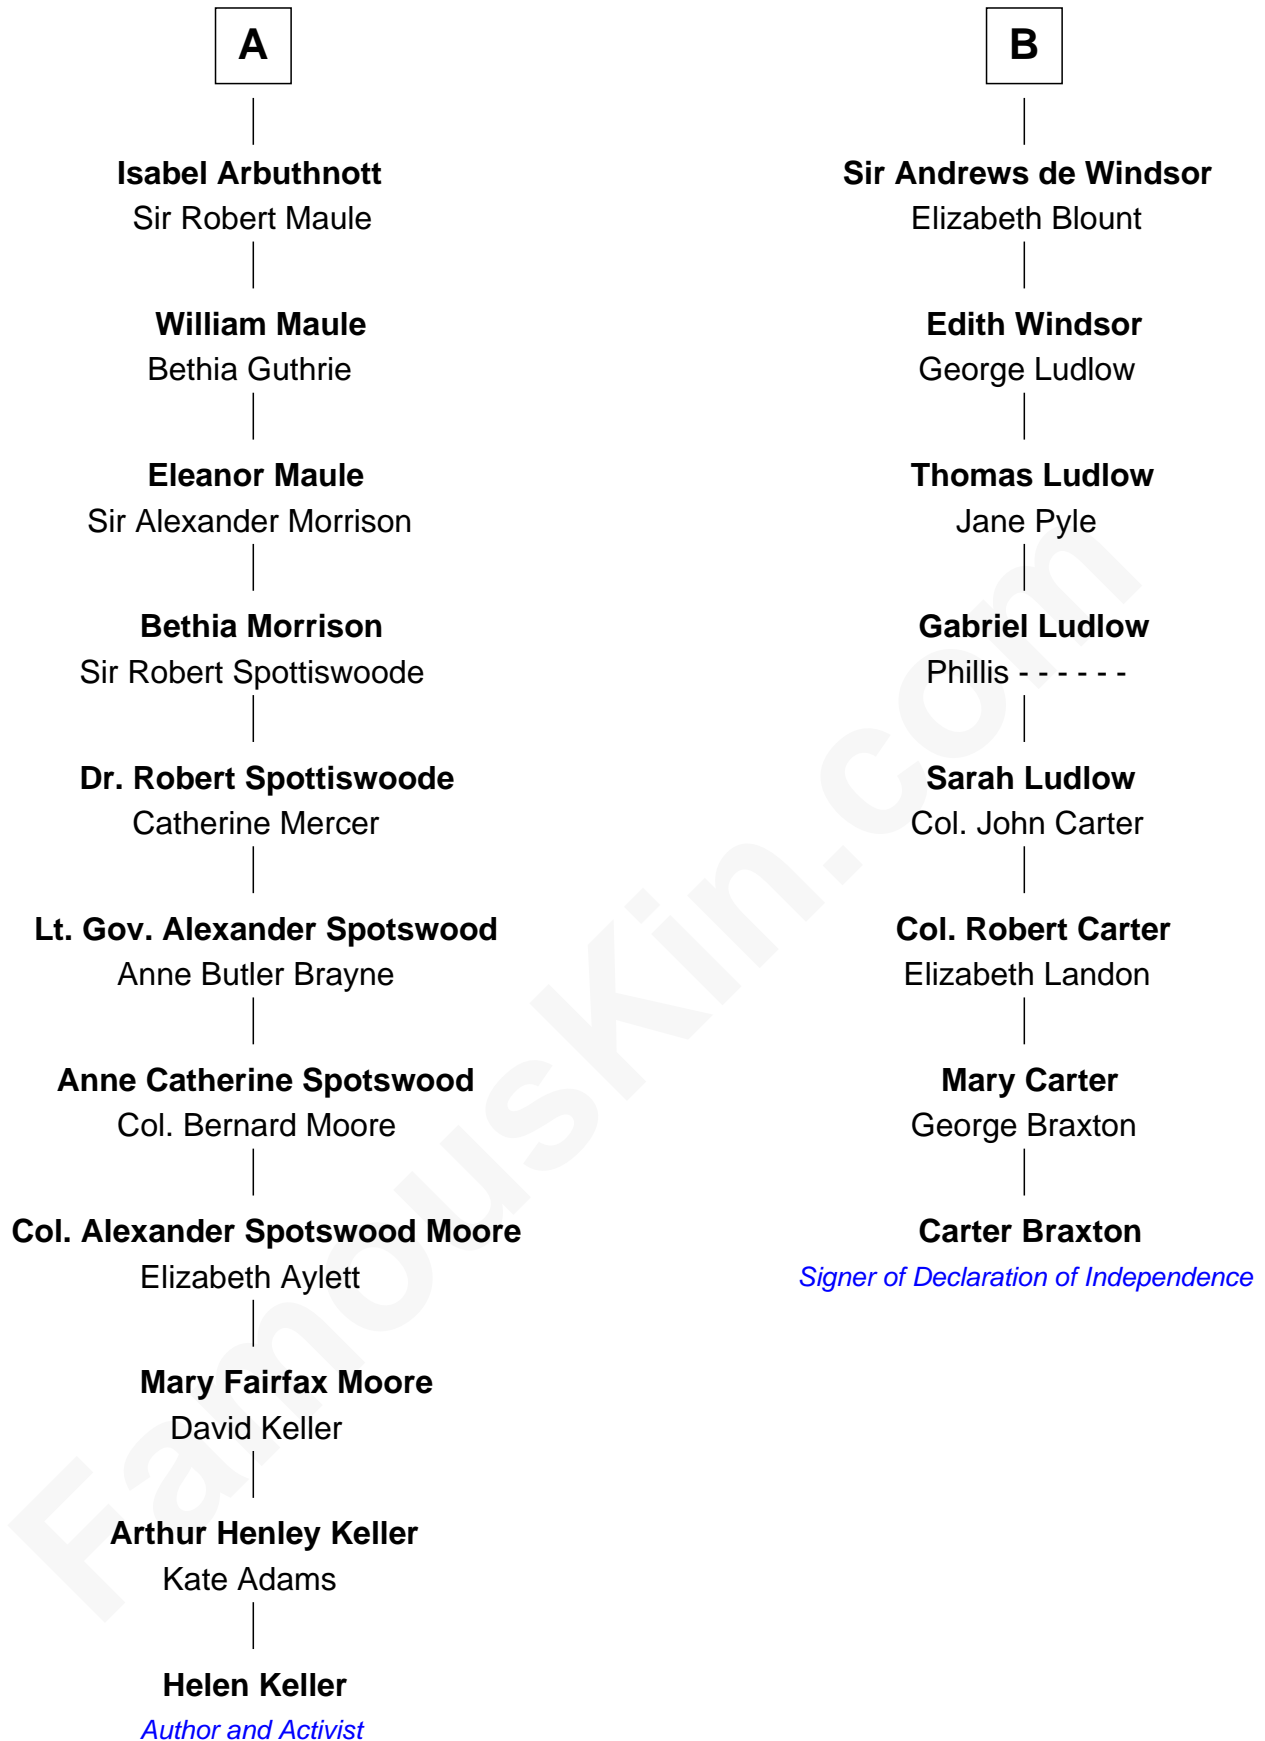 A
Isabel Arbuthnott
Sir Robert Maule
William Maule
Bethia Guthrie
Eleanor Maule
Sir Alexander Morrison
Bethia Morrison
Sir Robert Spottiswoode
Dr. Robert Spottiswoode
Catherine Mercer
Lt. Gov. Alexander Spotswood
Anne Butler Brayne
Anne Catherine Spotswood
Col. Bernard Moore
Col. Alexander Spotswood Moore
Elizabeth Aylett
Mary Fairfax Moore
David Keller
Arthur Henley Keller
Kate Adams
Helen Keller
Author and Activist
B
Sir Andrews de Windsor
Elizabeth Blount
Edith Windsor
George Ludlow
Thomas Ludlow
Jane Pyle
Gabriel Ludlow
Phillis - - - - - -
Sarah Ludlow
Col. John Carter
Col. Robert Carter
Elizabeth Landon
Mary Carter
George Braxton
Carter Braxton
Signer of Declaration of Independence
FamousKin.com